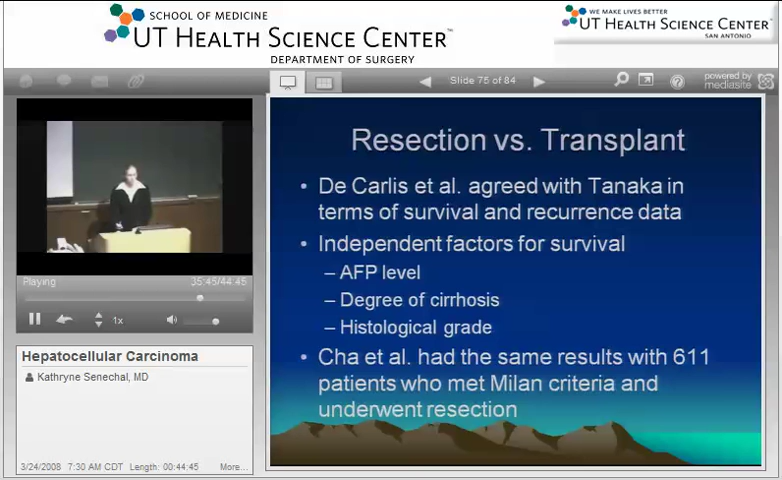 SCHOOL OF MEDICINE
UT HEALTH SCIENCE CENTER™
DEPARTMENT OF SURGERY
WE MAKE LIVES BETTER
UT HEALTH SCIENCE CENTER
SAN ANTONIO
Slide 75 of 84
powered by
mediasite
Resection vs. Transplant
• De Carlis et al. agreed with Tanaka in
terms of survival and recurrence data
• Independent factors for survival
– AFP level
– Degree of cirrhosis
– Histological grade
• Cha et al. had the same results with 611
patients who met Milan criteria and
underwent resection
Playing
35:45/44:45
1x
Hepatocellular Carcinoma
Kathryne Senechal, MD
3/24/2008 7:30 AM CDT Length: 00:44:45 More...